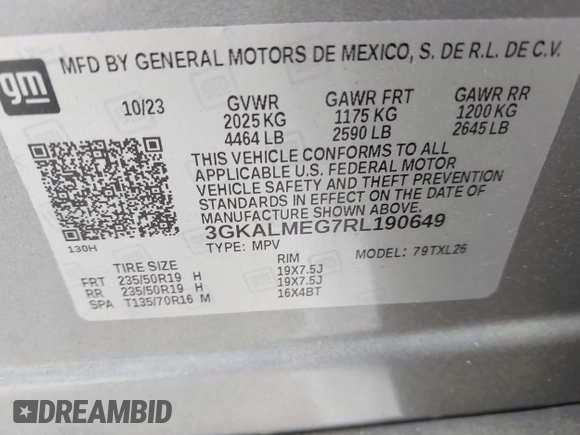 gm
MFD BY GENERAL MOTORS DE MEXICO, S. DE R.L. DE C.V.
10/23 GVWR GAWR FRT GAWR RR
2025 KG 1175 KG 1200 KG
4464 LB 2590 LB 2645 LB
THIS VEHICLE CONFORMS TO ALL
APPLICABLE U.S. FEDERAL MOTOR
VEHICLE SAFETY AND THEFT PREVENTION
STANDARDS IN EFFECT ON THE DATE OF
MANUFACTURE SHOWN ABOVE.
3GKALMEG7RL190649
130H TYPE: MPV MODEL: 79TXL26
TIRE SIZE RIM
FRT 235/50R19 H 19X7.5J
RR 235/50R19 H 19X7.5J
SPA T135/70R16 M 16X4BT
DREAMBID